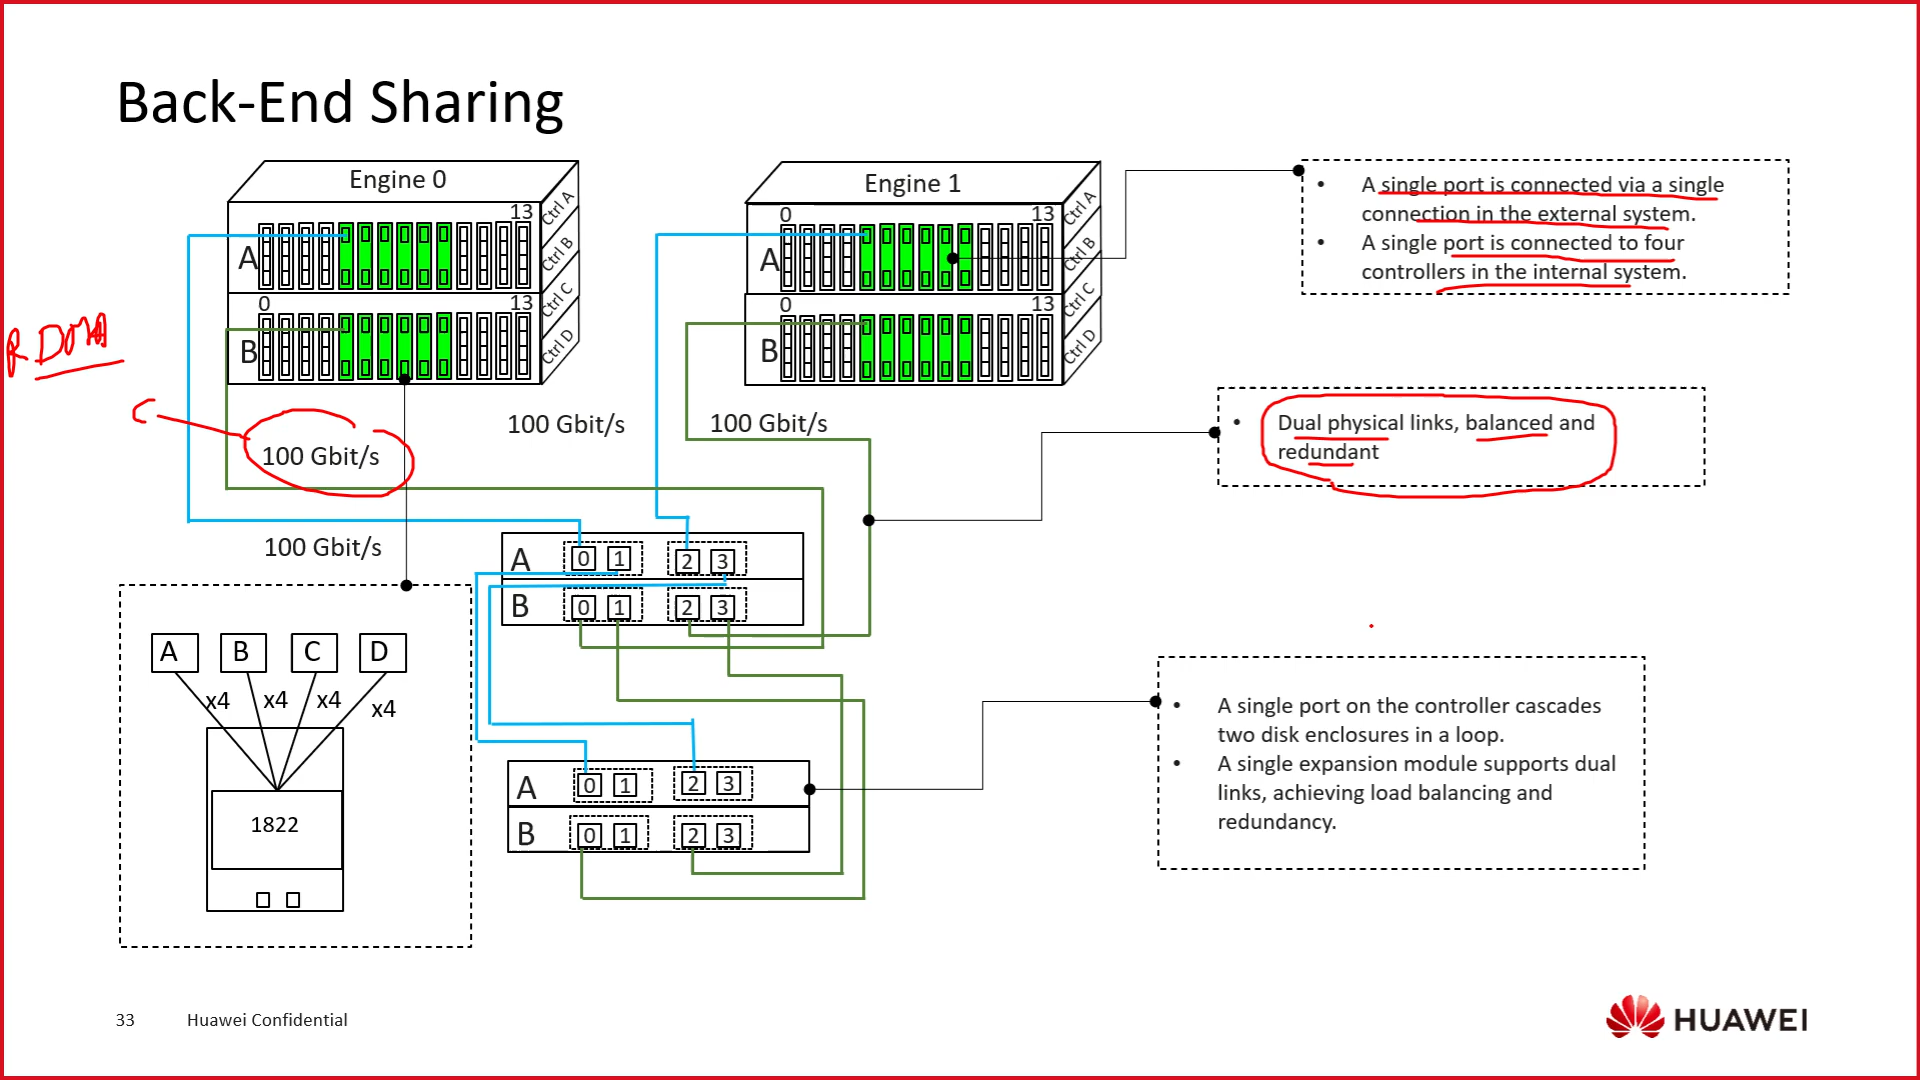 Back-End Sharing
Engine 0
13
Ctrl A
Ctrl B
Ctrl C
Ctrl D
A
0
13
B
Engine 1
0
13
Ctrl A
Ctrl B
Ctrl C
Ctrl D
A
0
13
B
• A single port is connected via a single
connection in the external system.
• A single port is connected to four
controllers in the internal system.
RDMA
C
100 Gbit/s
100 Gbit/s
100 Gbit/s
100 Gbit/s
• Dual physical links, balanced and
redundant
A 0 1 2 3
B 0 1 2 3
A B C D
x4 x4 x4 x4
1822
A 0 1 2 3
B 0 1 2 3
• A single port on the controller cascades
two disk enclosures in a loop.
• A single expansion module supports dual
links, achieving load balancing and
redundancy.
33 Huawei Confidential
HUAWEI